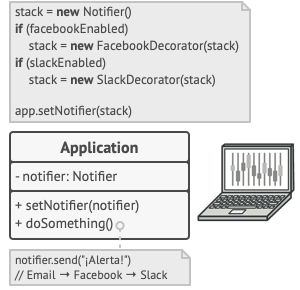 stack = new Notifier()
if (facebookEnabled)
stack = new FacebookDecorator(stack)
if (slackEnabled)
stack = new SlackDecorator(stack)
app.setNotifier(stack)
Application
- notifier: Notifier
+ setNotifier(notifier)
+ doSomething()
notifier.send("¡Alerta!")
// Email → Facebook → Slack